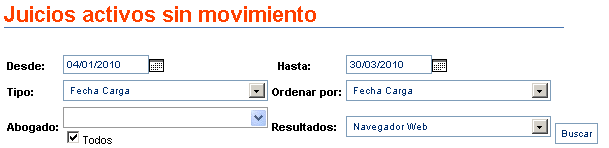 Juicios activos sin movimiento
Desde: 04/01/2010 Hasta: 30/03/2010
Tipo: Fecha Carga Ordenar por: Fecha Carga
Abogado: Resultados: Navegador Web Buscar
Todos